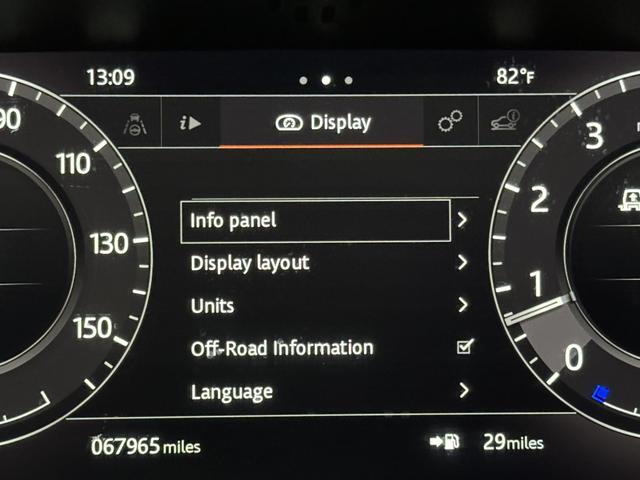 13:09 82°F
Display
90
110
130
150
3
2
1
0
Info panel
Display layout
Units
Off-Road Information
Language
067965 miles 29 miles